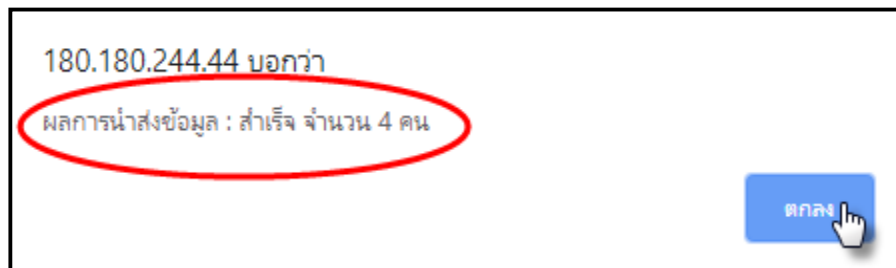 180.180.244.44 บอกว่า
ผลการนำส่งข้อมูล : สำเร็จ จำนวน 4 คน
ตกลง